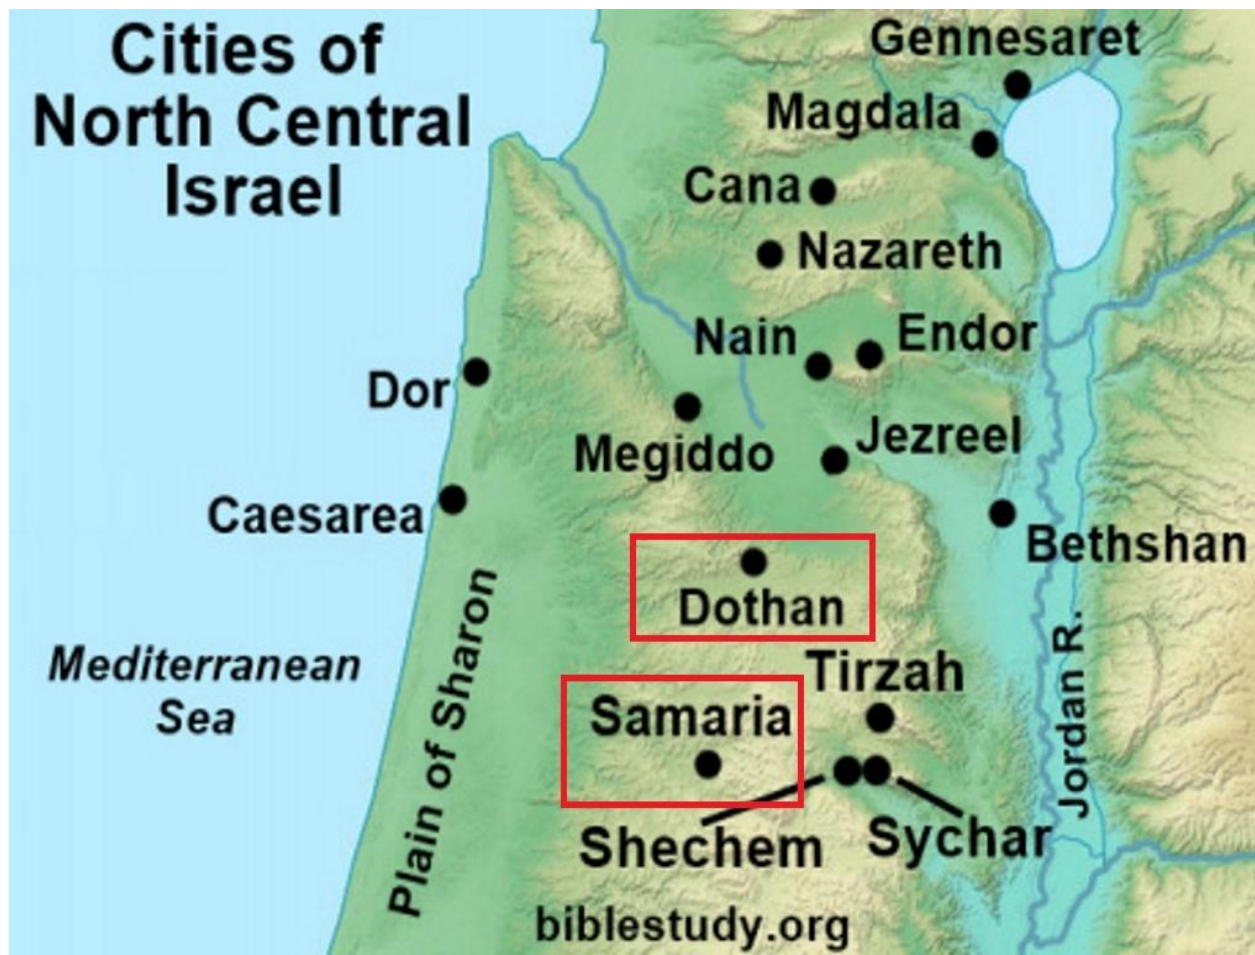 Cities of
North Central
Israel
Gennesaret
Magdala
Cana
Nazareth
Nain
Endor
Dor
Megiddo
Jezreel
Caesarea
Bethshan
Dothan
Mediterranean
Sea
Plain of Sharon
Tirzah
Samaria
Jordan R.
Shechem
Sychar
biblestudy.org